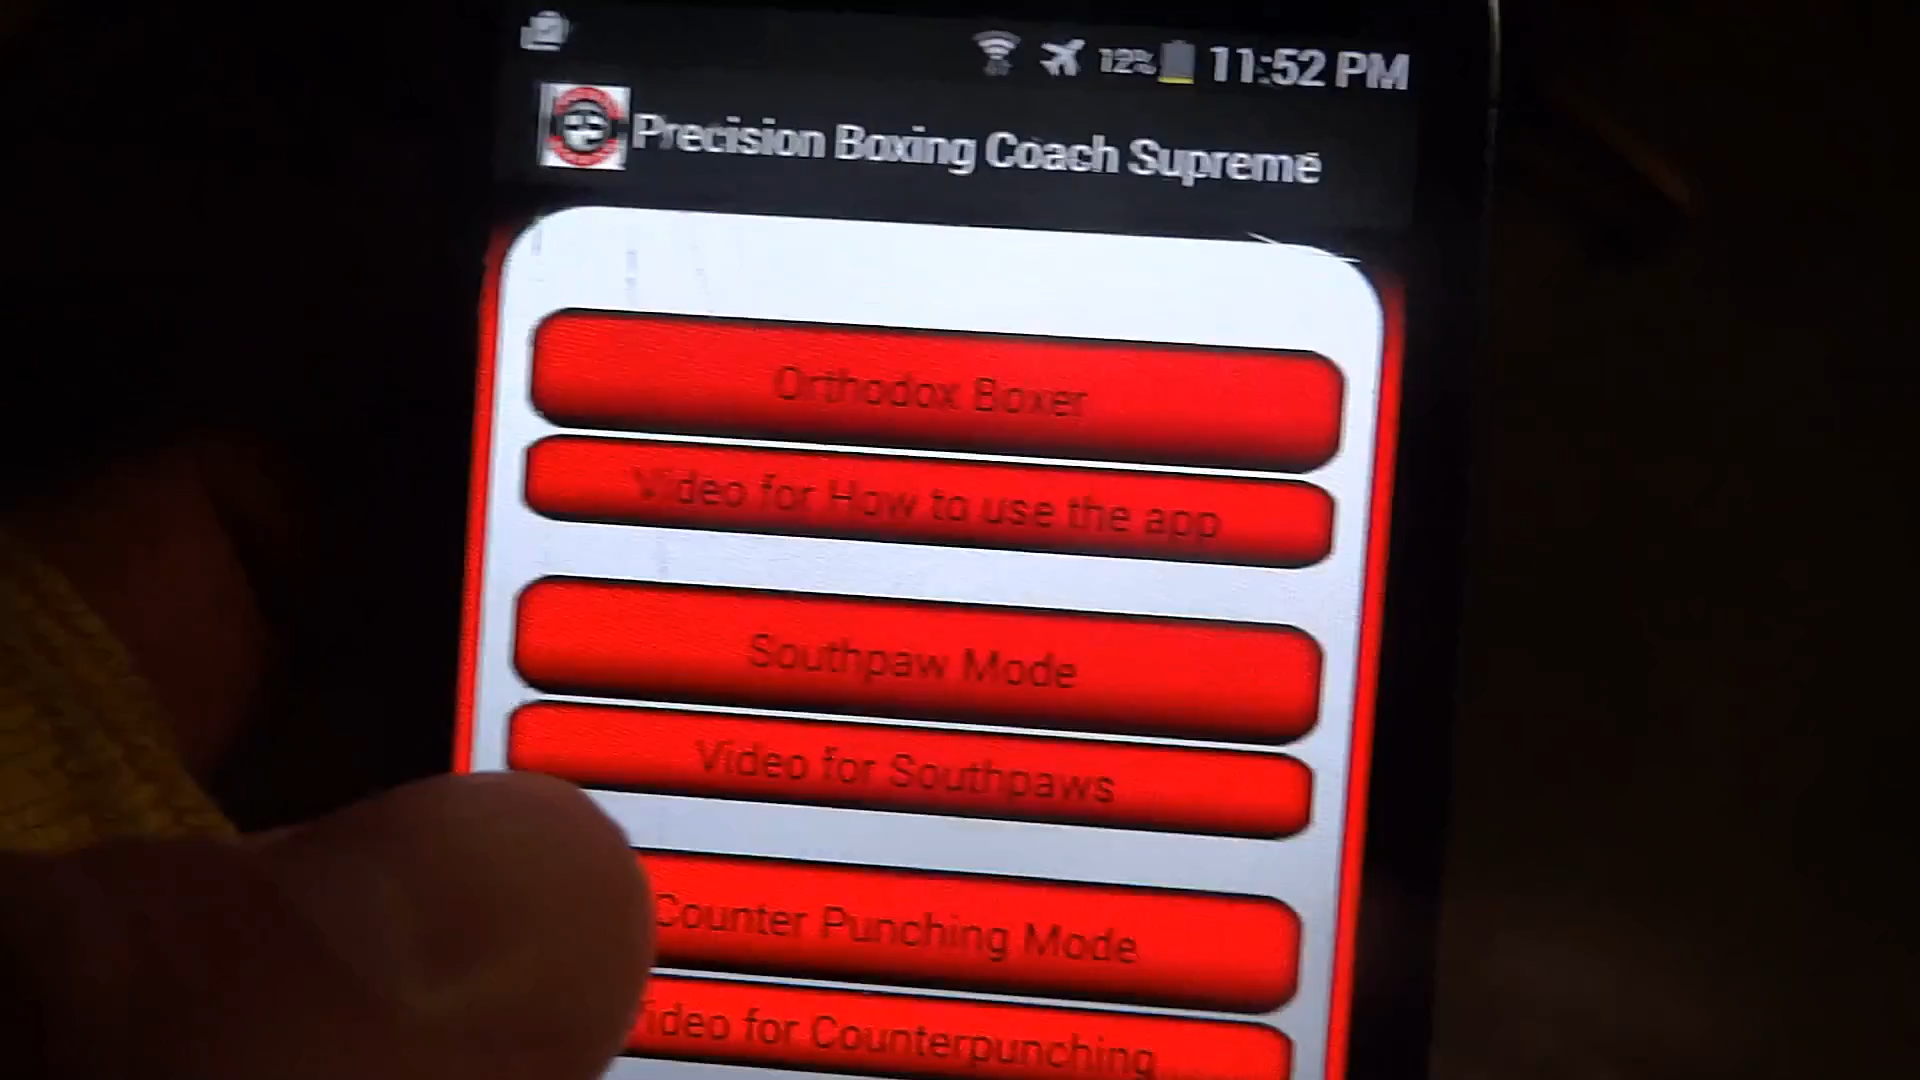 12% 11:52 PM
Precision Boxing Coach Supreme
Orthodox Boxer
Video for How to use the app
Southpaw Mode
Video for Southpaws
Counter Punching Mode
Video for Counterpunching